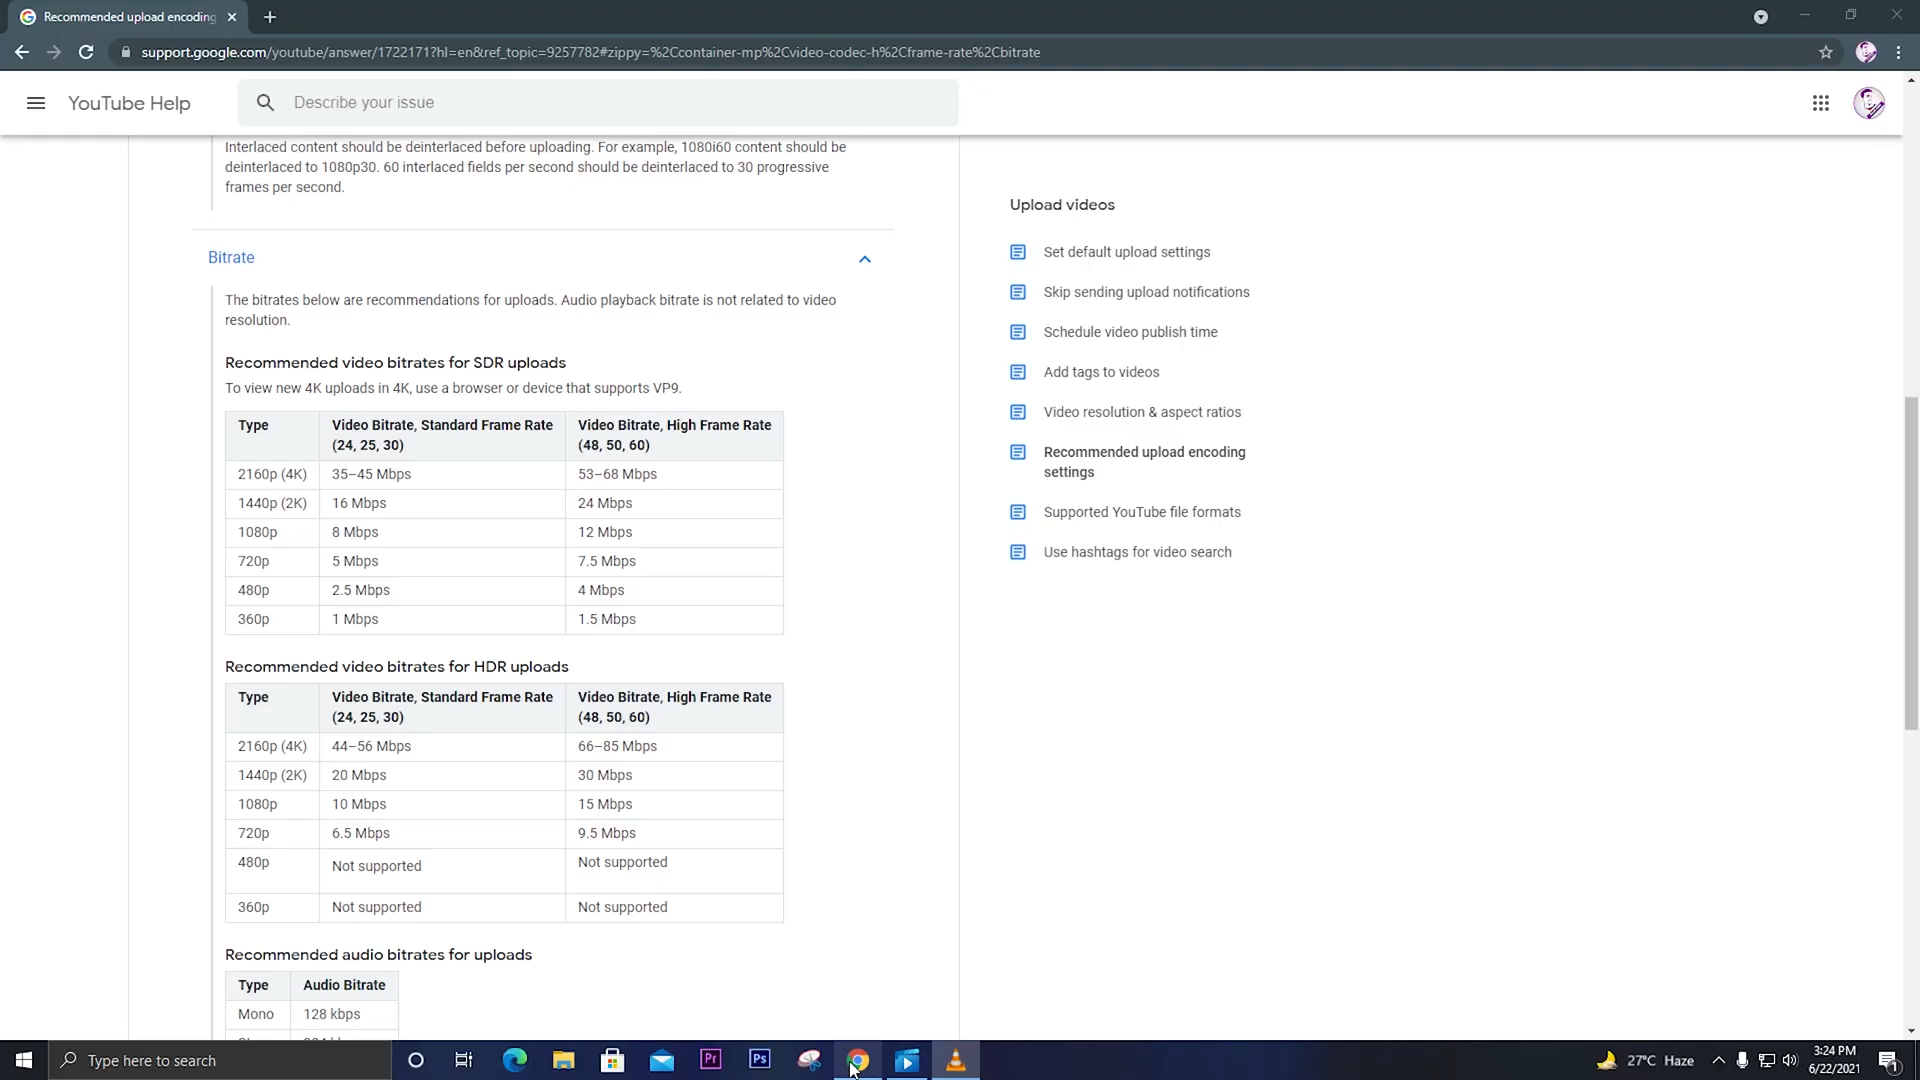 Recommended upload encoding
support.google.com/youtube/answer/1722171?hl=en&ref_topic=9257782#zippy=%2Ccontainer-mp%2Cvideo-codec-h%2Cframe-rate%2Cbitrate
YouTube Help
Describe your issue
Interlaced content should be deinterlaced before uploading. For example, 1080i60 content should be
deinterlaced to 1080p30. 60 interlaced fields per second should be deinterlaced to 30 progressive
frames per second.
Bitrate
The bitrates below are recommendations for uploads. Audio playback bitrate is not related to video
resolution.
Recommended video bitrates for SDR uploads
To view new 4K uploads in 4K, use a browser or device that supports VP9.
Type Video Bitrate, Standard Frame Rate Video Bitrate, High Frame Rate
(24, 25, 30) (48, 50, 60)
2160p (4K) 35–45 Mbps 53–68 Mbps
1440p (2K) 16 Mbps 24 Mbps
1080p 8 Mbps 12 Mbps
720p 5 Mbps 7.5 Mbps
480p 2.5 Mbps 4 Mbps
360p 1 Mbps 1.5 Mbps
Recommended video bitrates for HDR uploads
Type Video Bitrate, Standard Frame Rate Video Bitrate, High Frame Rate
(24, 25, 30) (48, 50, 60)
2160p (4K) 44–56 Mbps 66–85 Mbps
1440p (2K) 20 Mbps 30 Mbps
1080p 10 Mbps 15 Mbps
720p 6.5 Mbps 9.5 Mbps
480p Not supported Not supported
360p Not supported Not supported
Recommended audio bitrates for uploads
Type Audio Bitrate
Mono 128 kbps
Upload videos
Set default upload settings
Skip sending upload notifications
Schedule video publish time
Add tags to videos
Video resolution & aspect ratios
Recommended upload encoding
settings
Supported YouTube file formats
Use hashtags for video search
Type here to search
Pr
Ps
27°C Haze
3:24 PM
6/22/2021
1